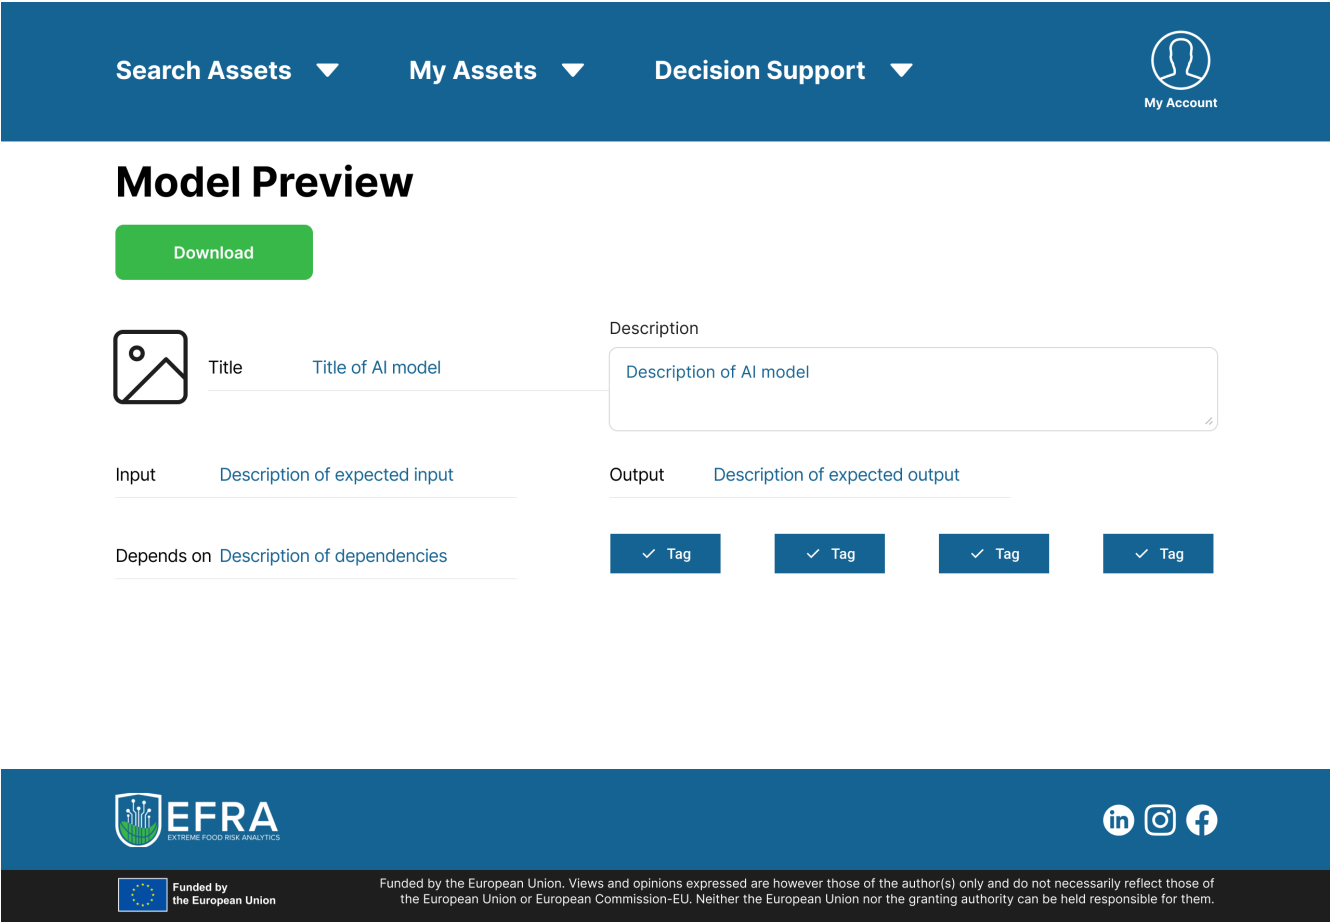 Search Assets
My Assets
Decision Support
My Account
Model Preview
Download
Title
Title of AI model
Description
Description of AI model
Input
Description of expected input
Output
Description of expected output
Depends on
Description of dependencies
Tag
Tag
Tag
Tag
EFRA
EXTREME FOOD RISK ANALYTICS
in
Funded by
the European Union
Funded by the European Union. Views and opinions expressed are however those of the author(s) only and do not necessarily reflect those of
the European Union or European Commission-EU. Neither the European Union nor the granting authority can be held responsible for them.